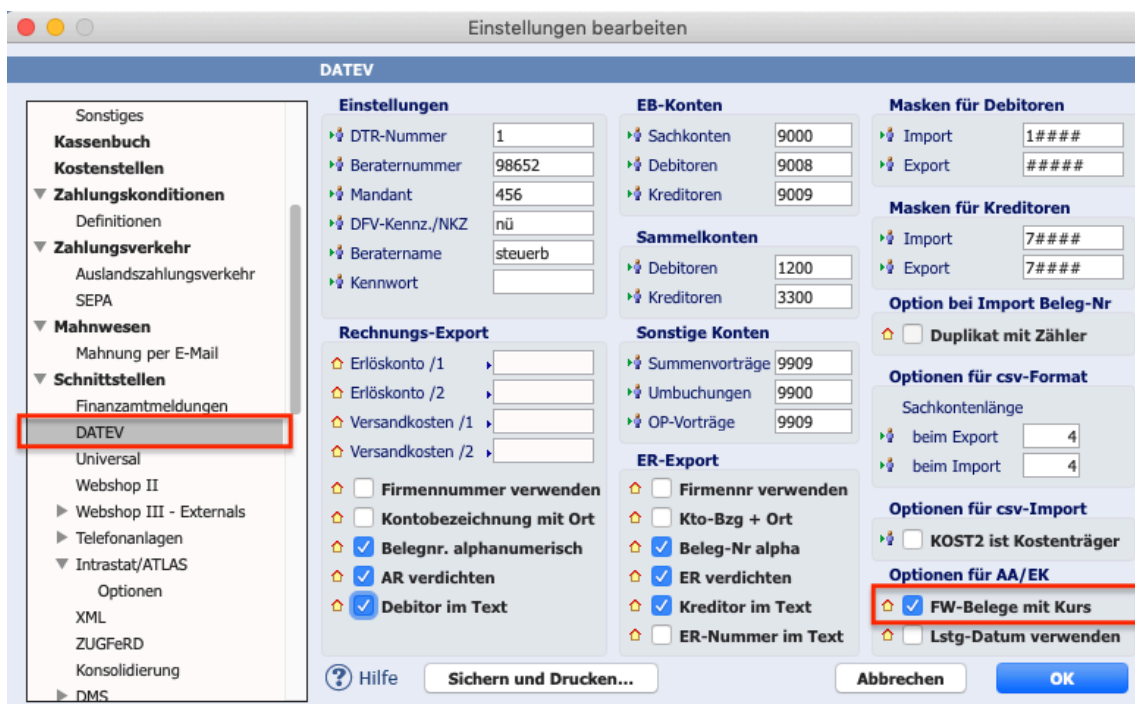 Einstellungen bearbeiten
DATEV
Sonstiges
Kassenbuch
Kostenstellen
Zahlungskonditionen
Definitionen
Zahlungsverkehr
Auslandszahlungsverkehr
SEPA
Mahnwesen
Mahnung per E-Mail
Schnittstellen
Finanzamtmeldungen
DATEV
Universal
Webshop II
Webshop III - Externals
Telefonanlagen
Intrastat/ATLAS
Optionen
XML
ZUGFeRD
Konsolidierung
DMS
Einstellungen
DTR-Nummer 1
Beraternummer 98652
Mandant 456
DFV-Kennz./NKZ nü
Beratername steuerb
Kennwort
Rechnungs-Export
Erlöskonto /1
Erlöskonto /2
Versandkosten /1
Versandkosten /2
Firmennummer verwenden
Kontobezeichnung mit Ort
Belegnr. alphanumerisch
AR verdichten
Debitor im Text
EB-Konten
Sachkonten 9000
Debitoren 9008
Kreditoren 9009
Sammelkonten
Debitoren 1200
Kreditoren 3300
Sonstige Konten
Summenvorträge 9909
Umbuchungen 9900
OP-Vorträge 9909
ER-Export
Firmennr verwenden
Kto-Bzg + Ort
Beleg-Nr alpha
ER verdichten
Kreditor im Text
ER-Nummer im Text
Masken für Debitoren
Import 1####
Export #####
Masken für Kreditoren
Import 7####
Export 7####
Option bei Import Beleg-Nr
Duplikat mit Zähler
Optionen für csv-Format
Sachkontenlänge
beim Export 4
beim Import 4
Optionen für csv-Import
KOST2 ist Kostenträger
Optionen für AA/EK
FW-Belege mit Kurs
Lstg-Datum verwenden
? Hilfe
Sichern und Drucken...
Abbrechen
OK